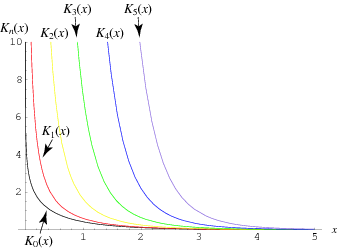 K₃(x) K₅(x)
Kₙ(x) K₂(x) K₄(x)
10
8
6
K₁(x)
4
2
1 2 3 4 5 x
K₀(x)